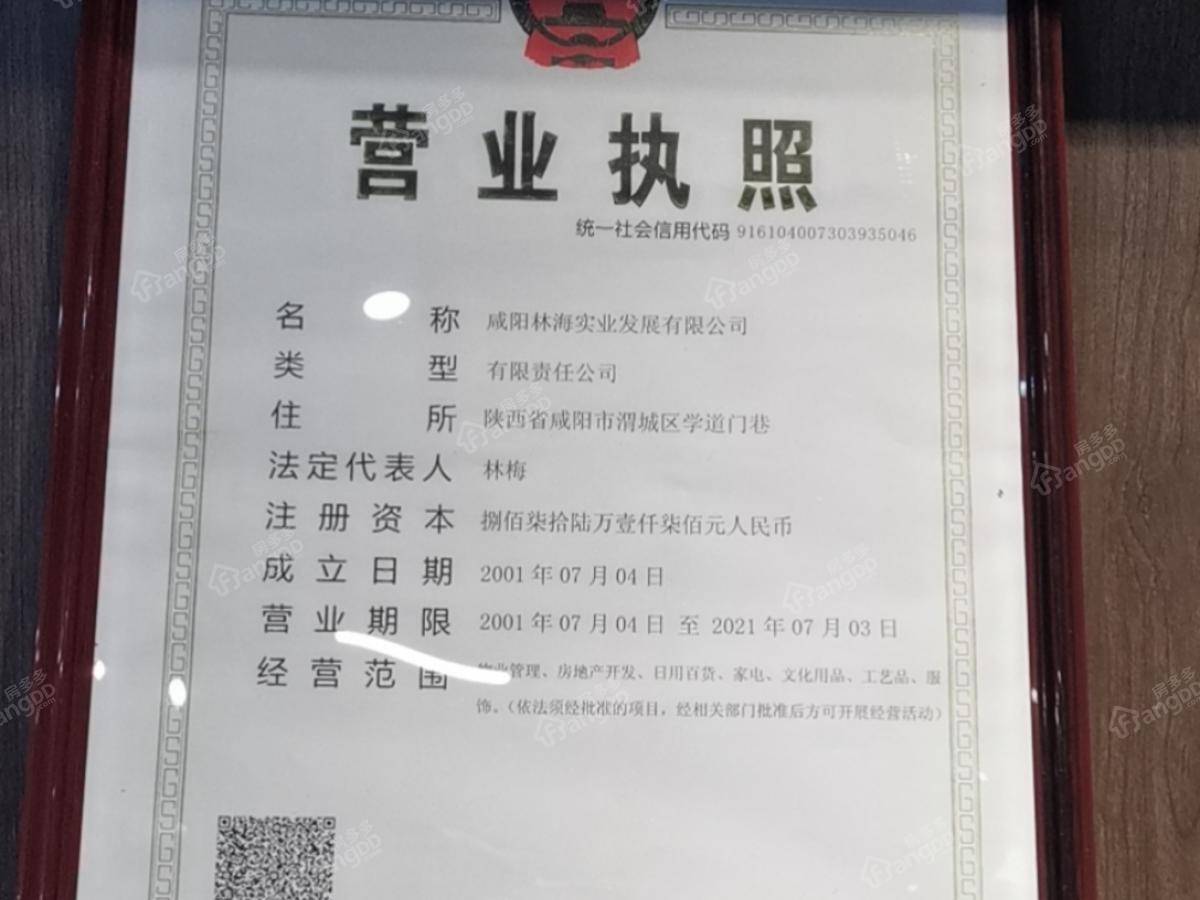 营业执照
统一社会信用代码 916104007303935046
名称 咸阳林海实业发展有限公司
类型 有限责任公司
住所 陕西省咸阳市渭城区学道门巷
法定代表人 林梅
注册资本 捌佰柒拾陆万壹仟柒佰元人民币
成立日期 2001年07月04日
营业期限 2001年07月04日 至 2021年07月03日
经营范围 物业管理、房地产开发、日用百货、家电、文化用品、工艺品、服
饰。（依法须经批准的项目，经相关部门批准后方可开展经营活动）
房多多
angDD